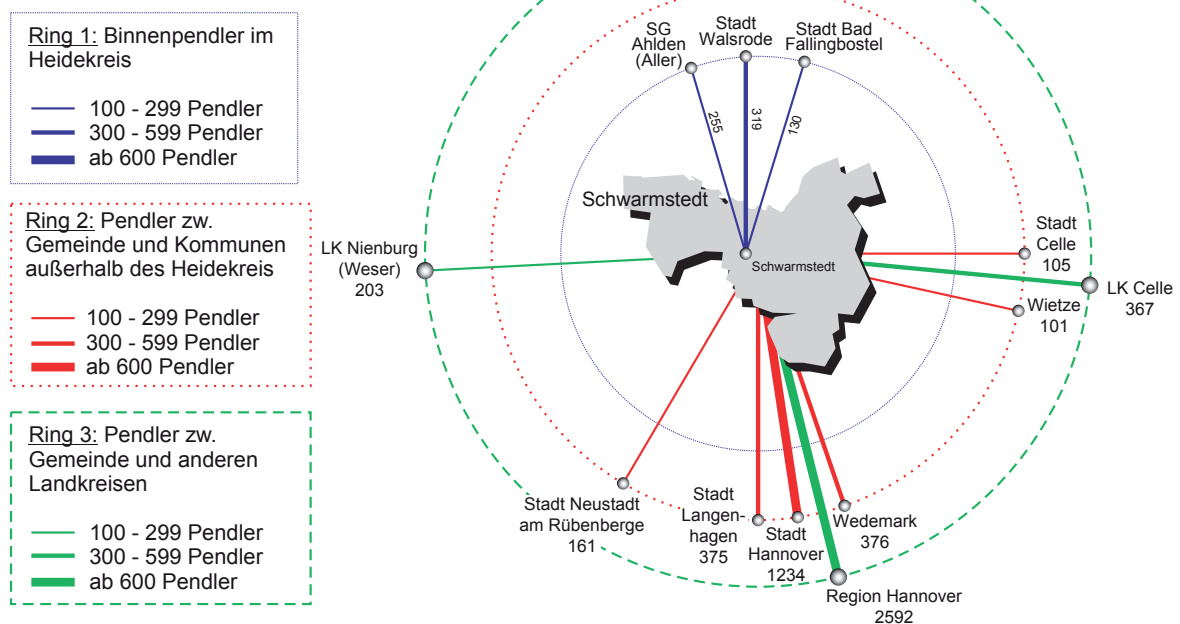 Ring 1: Binnenpendler im
Heidekreis
100 - 299 Pendler
300 - 599 Pendler
ab 600 Pendler
Ring 2: Pendler zw.
Gemeinde und Kommunen
außerhalb des Heidekreis
100 - 299 Pendler
300 - 599 Pendler
ab 600 Pendler
Ring 3: Pendler zw.
Gemeinde und anderen
Landkreisen
100 - 299 Pendler
300 - 599 Pendler
ab 600 Pendler
SG
Ahlden
(Aller)
Stadt
Walsrode
Stadt Bad
Fallingbostel
255
319
130
Schwarmstedt
Schwarmstedt
LK Nienburg
(Weser)
203
Stadt
Celle
105
LK Celle
367
Wietze
101
Stadt Neustadt
am Rübenberge
161
Stadt
Langen-
hagen
375
Stadt
Hannover
1234
Wedemark
376
Region Hannover
2592